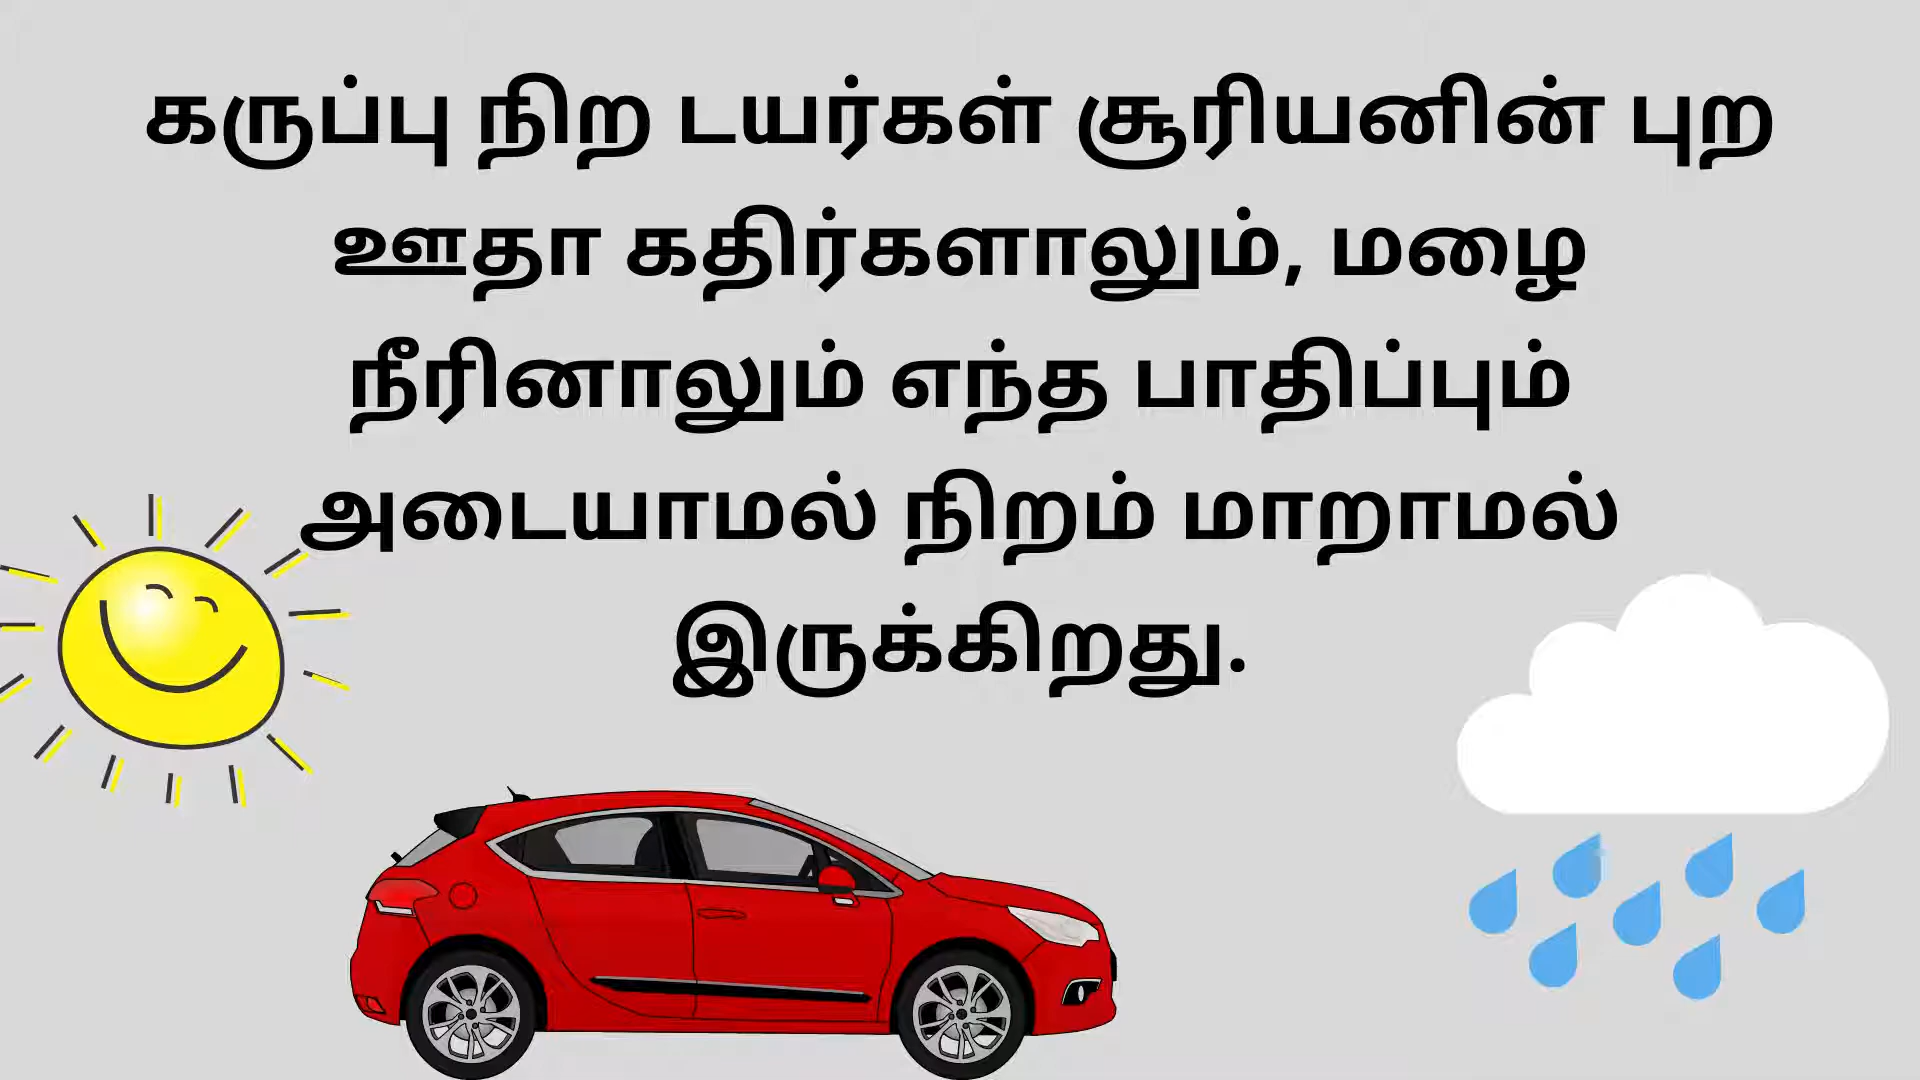 கருப்பு நிற டயர்கள் சூரியனின் புற
ஊதா கதிர்களாலும், மழை
நீரினாலும் எந்த பாதிப்பும்
அடையாமல் நிறம் மாறாமல்
இருக்கிறது.